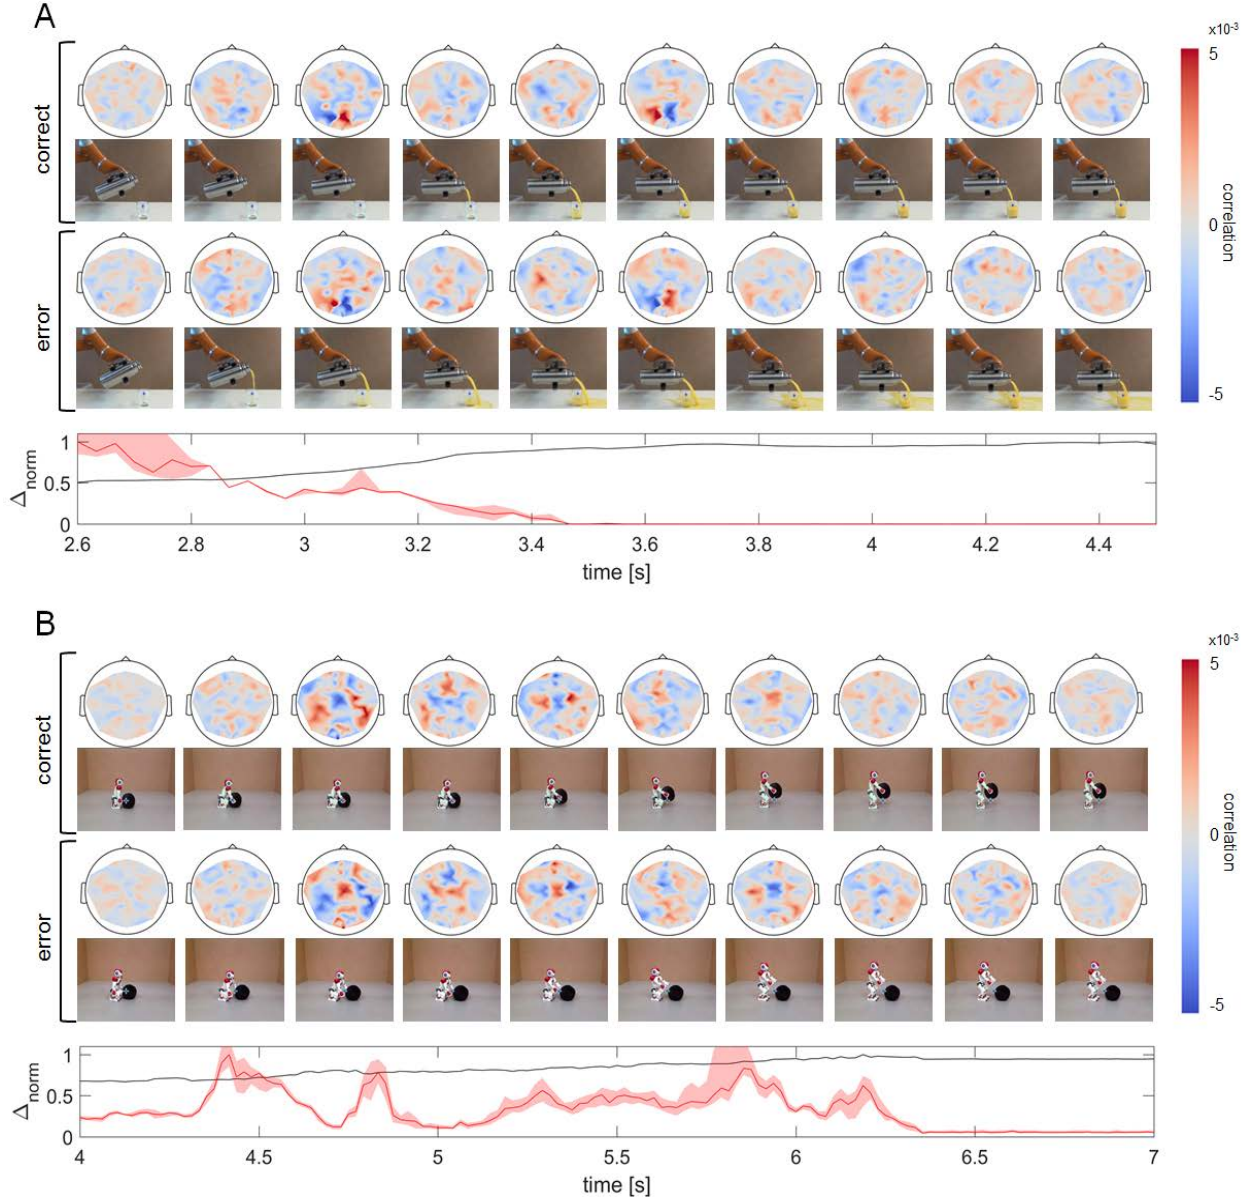 A
x10⁻³
5
correct
0
correlation
error
-5
1
0.5
0
Δnorm
2.6 2.8 3 3.2 3.4 3.6 3.8 4 4.2 4.4
time [s]
B
x10⁻³
5
correct
0
correlation
error
-5
1
0.5
0
Δnorm
4 4.5 5 5.5 6 6.5 7
time [s]